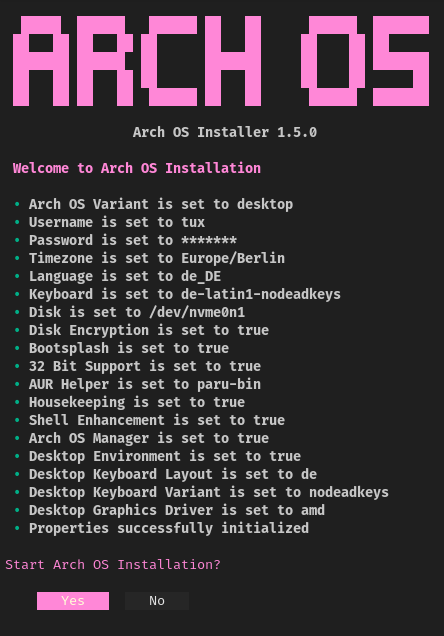 ARCH OS
Arch OS Installer 1.5.0
Welcome to Arch OS Installation
• Arch OS Variant is set to desktop
• Username is set to tux
• Password is set to *******
• Timezone is set to Europe/Berlin
• Language is set to de_DE
• Keyboard is set to de-latin1-nodeadkeys
• Disk is set to /dev/nvme0n1
• Disk Encryption is set to true
• Bootsplash is set to true
• 32 Bit Support is set to true
• AUR Helper is set to paru-bin
• Housekeeping is set to true
• Shell Enhancement is set to true
• Arch OS Manager is set to true
• Desktop Environment is set to true
• Desktop Keyboard Layout is set to de
• Desktop Keyboard Variant is set to nodeadkeys
• Desktop Graphics Driver is set to amd
• Properties successfully initialized
Start Arch OS Installation?
Yes No